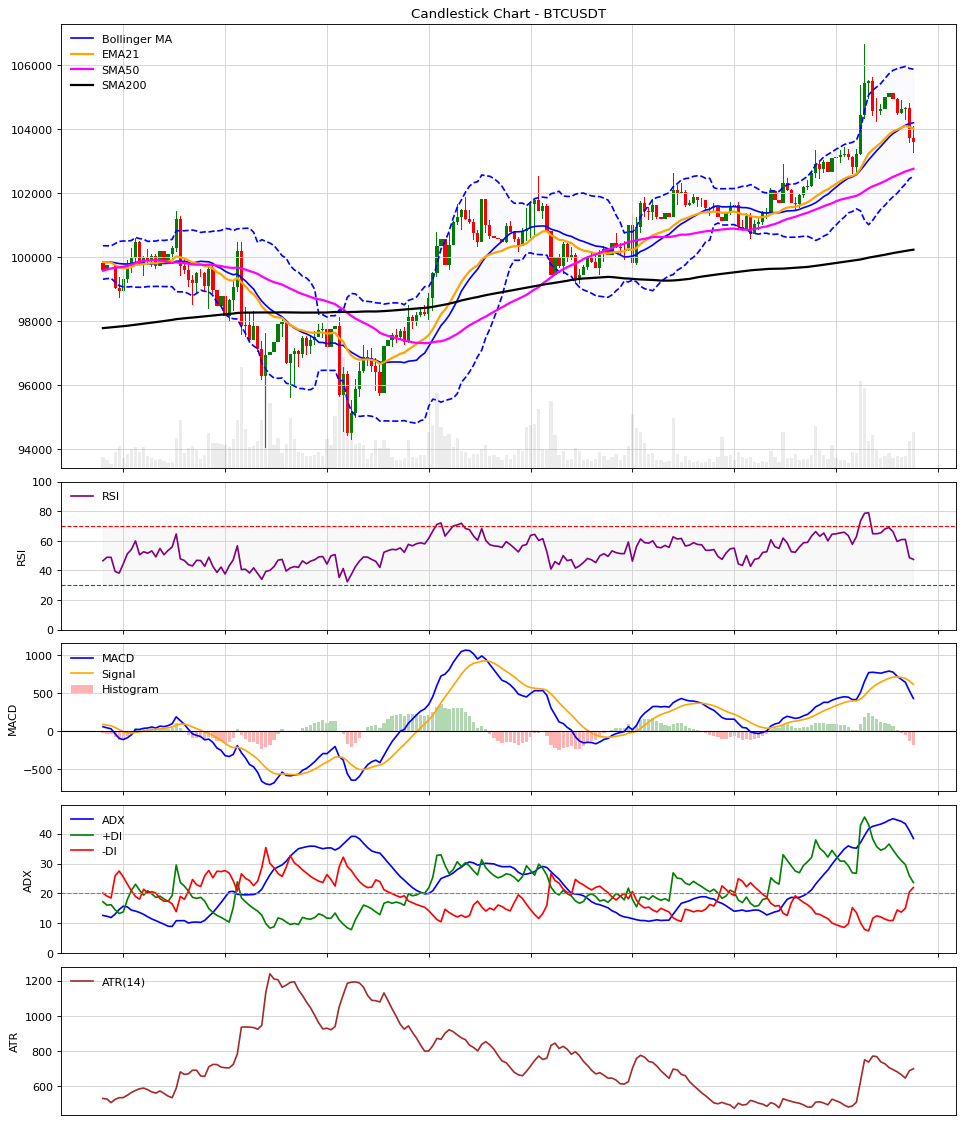 Candlestick Chart - BTCUSDT
Bollinger MA
EMA21
SMA50
SMA200
106000
104000
102000
100000
98000
96000
94000
RSI
RSI
100
80
60
40
20
0
MACD
Signal
Histogram
MACD
1000
500
0
−500
ADX
+DI
-DI
ADX
40
30
20
10
0
ATR(14)
ATR
1200
1000
800
600